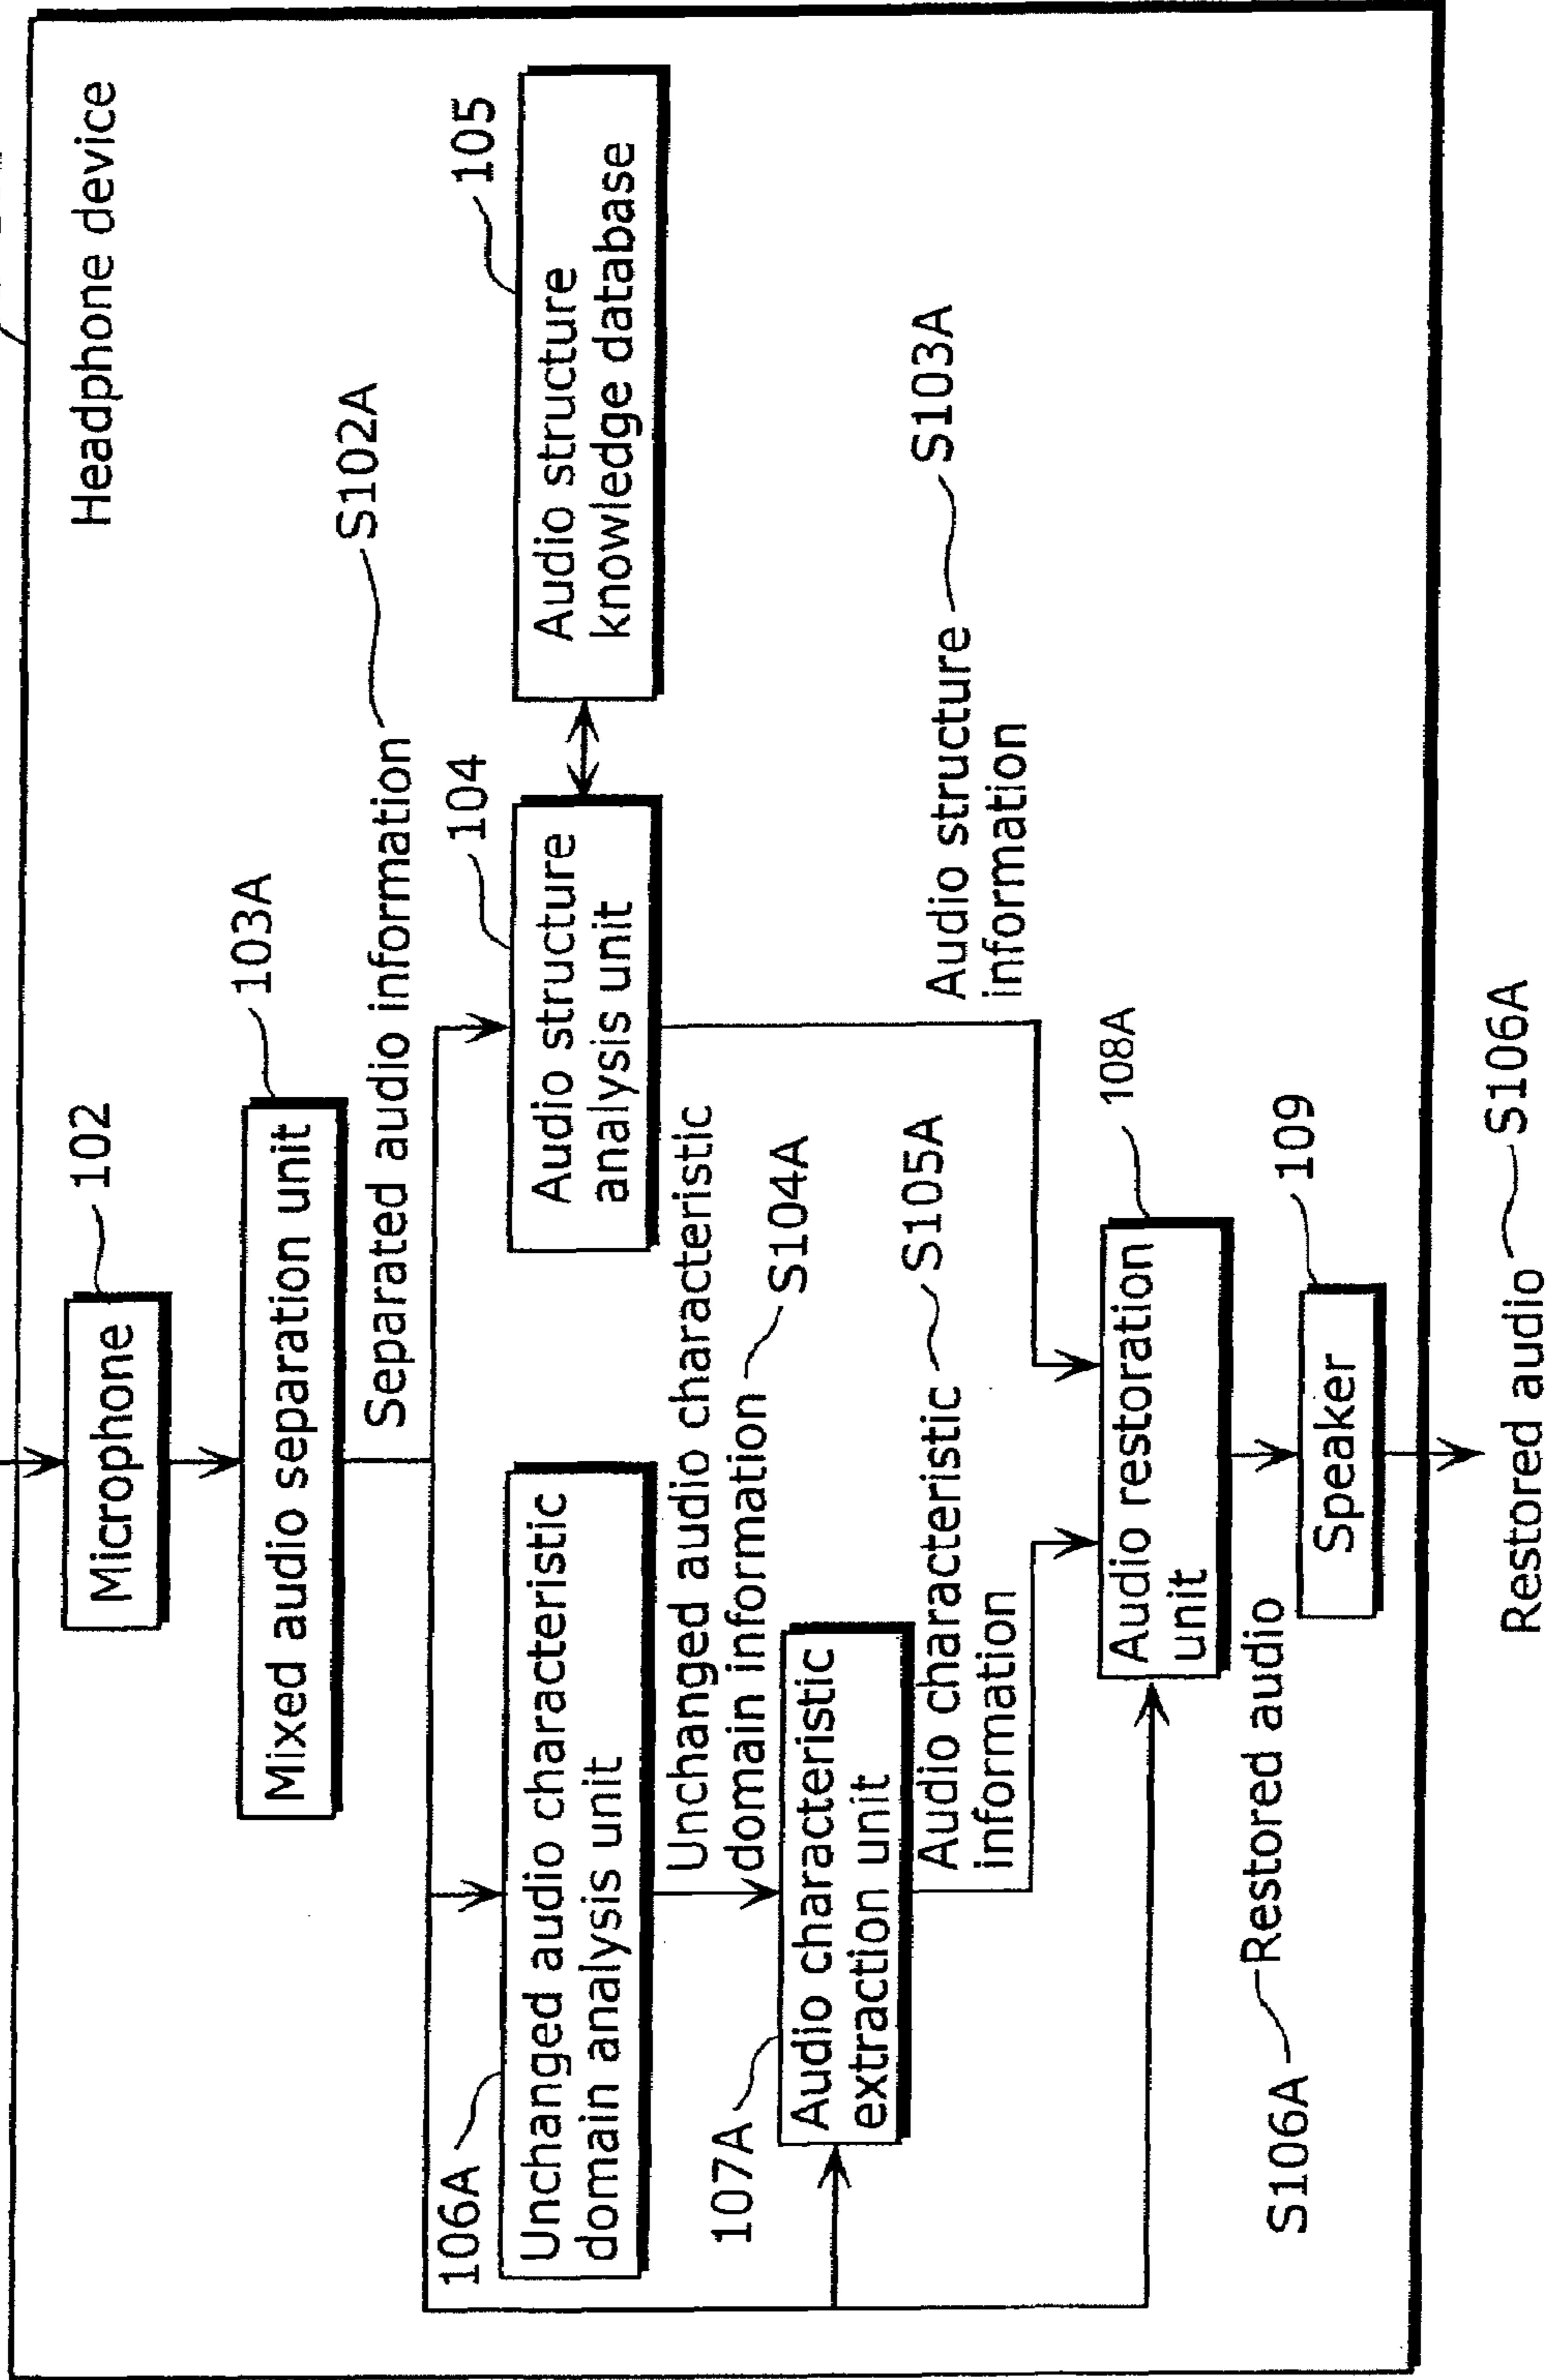 Headphone device
102
Microphone
103A
Mixed audio separation unit
Separated audio information
S102A
106A
Unchanged audio characteristic
domain analysis unit
104
Audio structure
analysis unit
105
Audio structure
knowledge database
Unchanged audio characteristic
domain information
S104A
107A
Audio characteristic
extraction unit
Audio characteristic
information
S105A
Audio structure
information
S103A
108A
Audio restoration
unit
S106A
Restored audio
109
Speaker
Restored audio
S106A